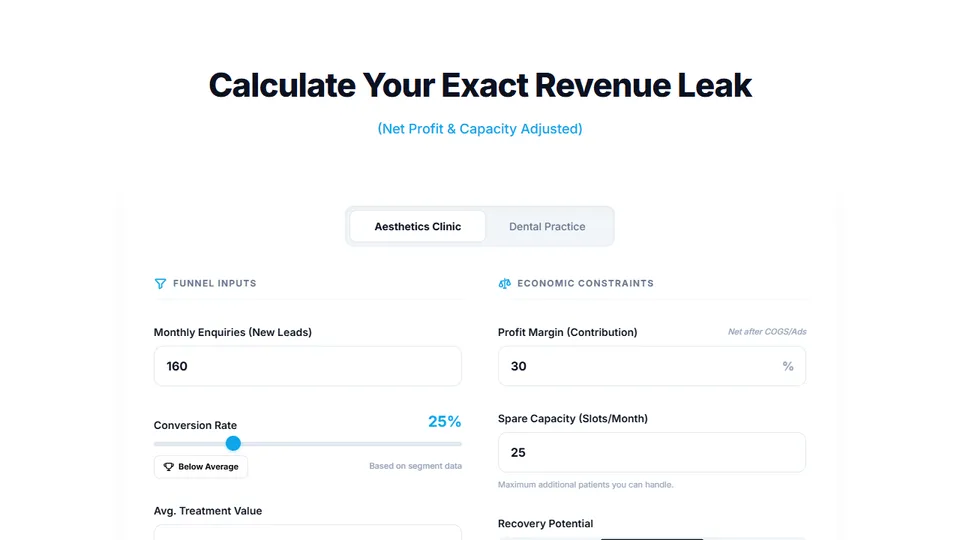 Calculate Your Exact Revenue Leak
(Net Profit & Capacity Adjusted)
Aesthetics Clinic
Dental Practice
FUNNEL INPUTS
Monthly Enquiries (New Leads)
160
Conversion Rate
25%
Below Average
Based on segment data
Avg. Treatment Value
ECONOMIC CONSTRAINTS
Profit Margin (Contribution)
Net after COGS/Ads
30
%
Spare Capacity (Slots/Month)
25
Maximum additional patients you can handle.
Recovery Potential